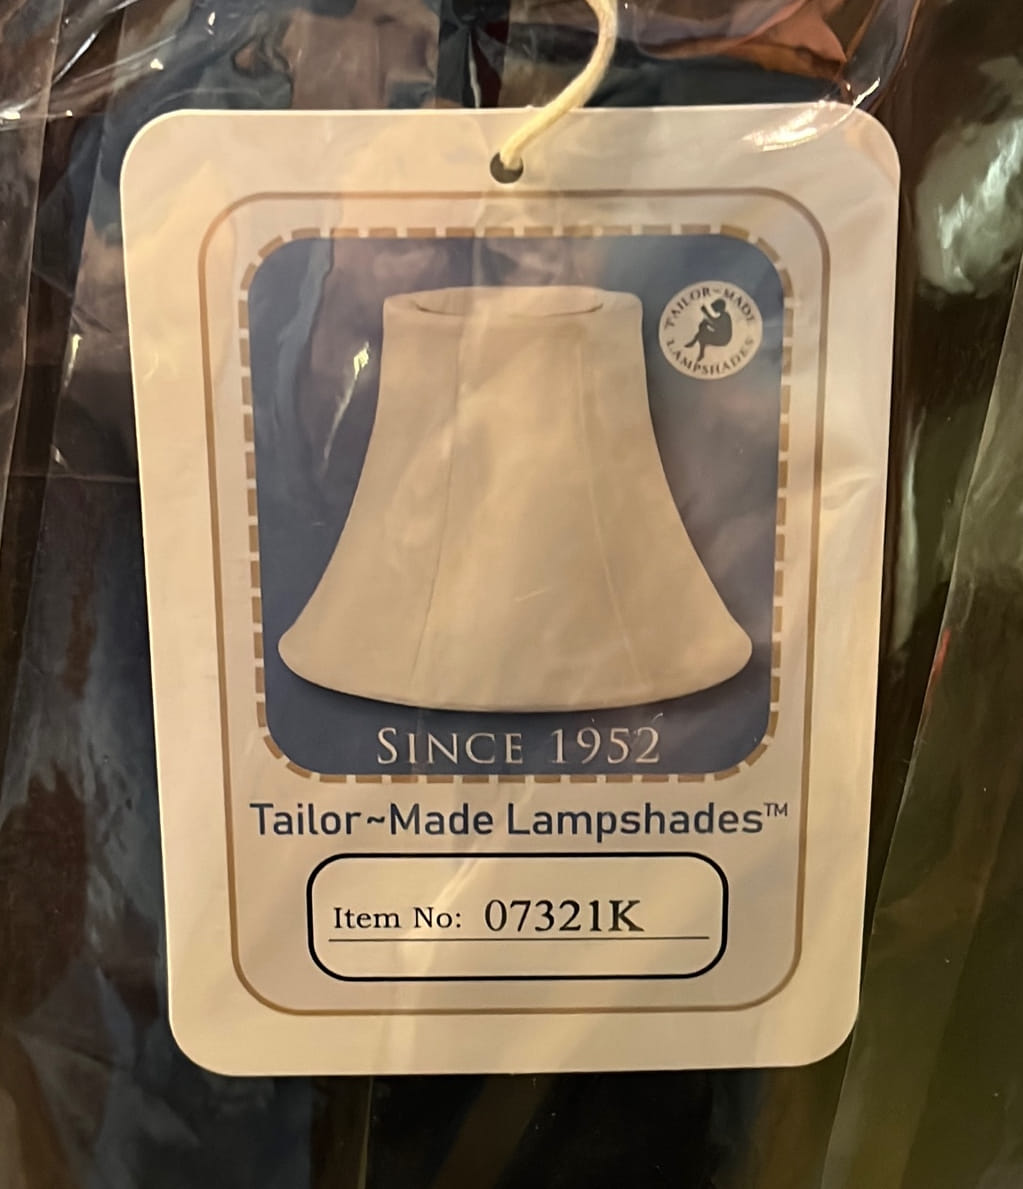 TAILOR~MADE
LAMPSHADES
SINCE 1952
Tailor~Made Lampshades™
Item No: 07321K